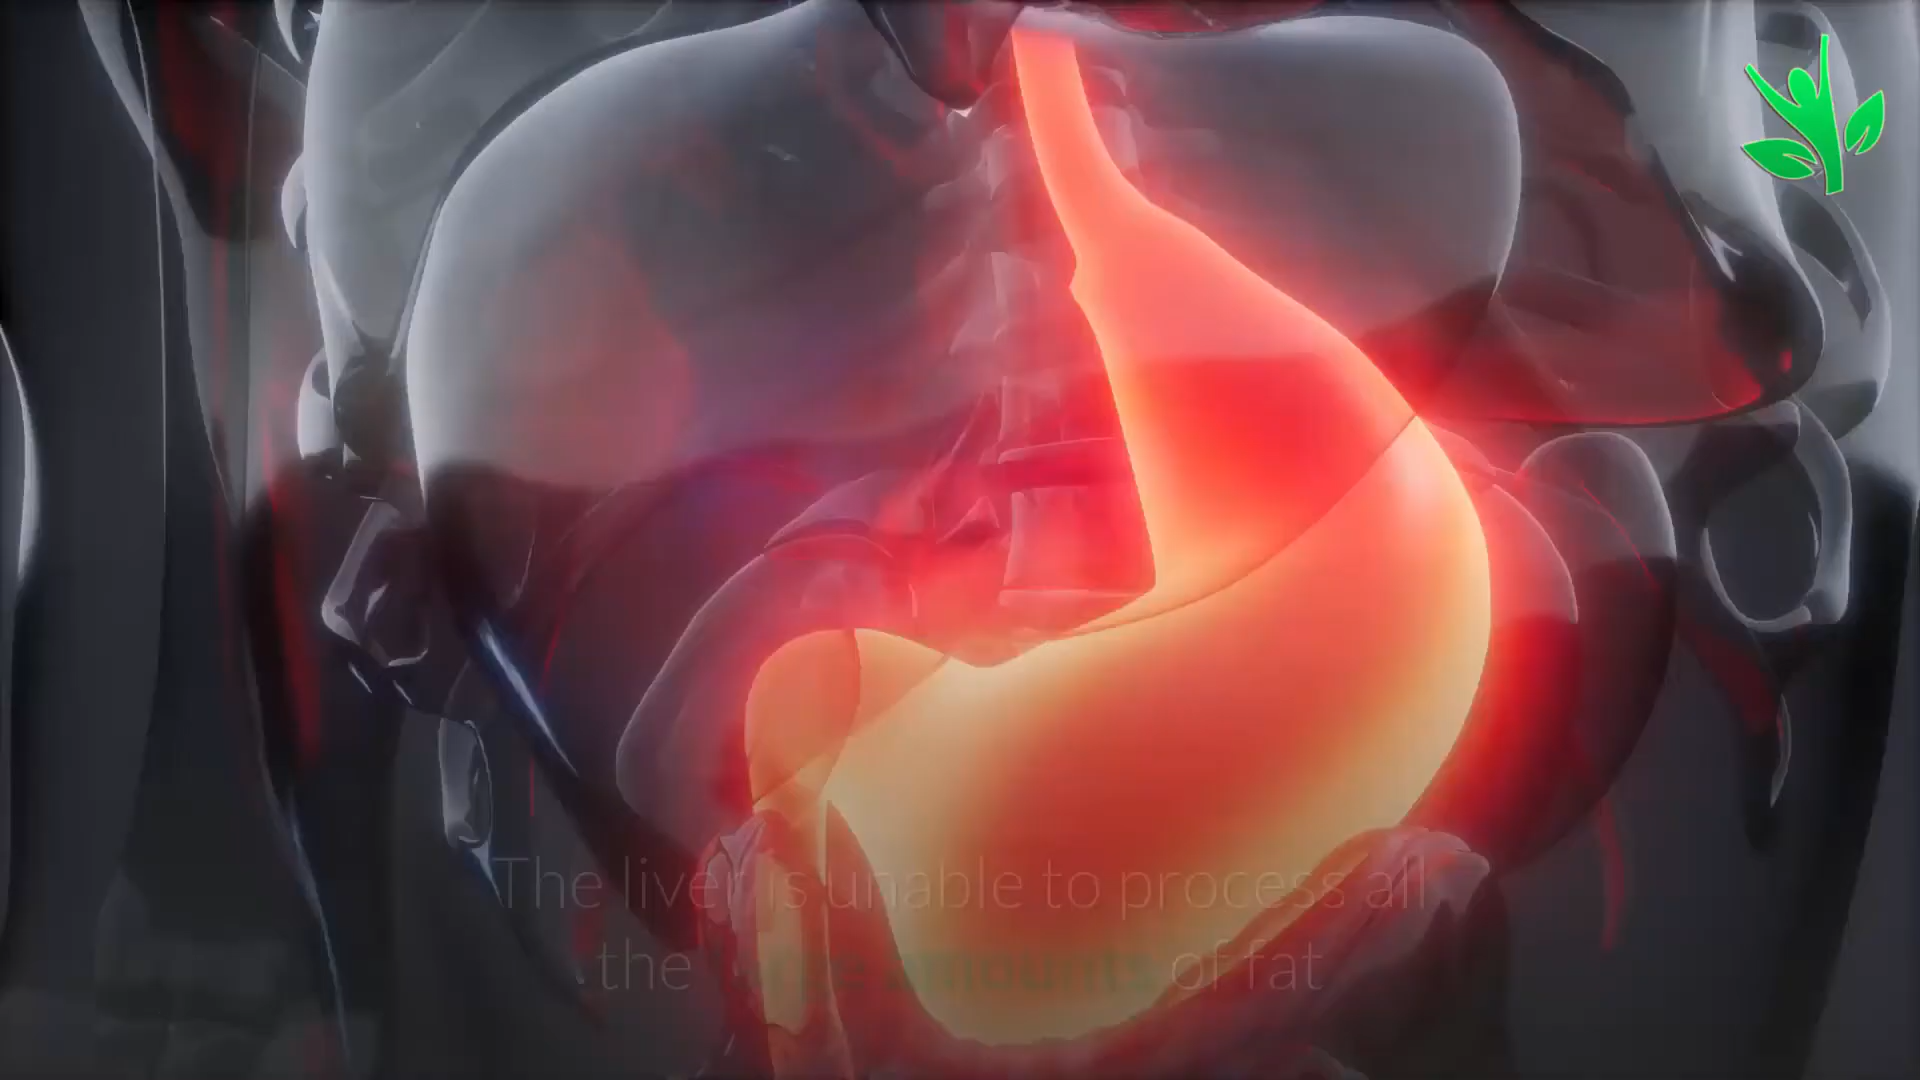 The liver is unable to process all
the large amounts of fat